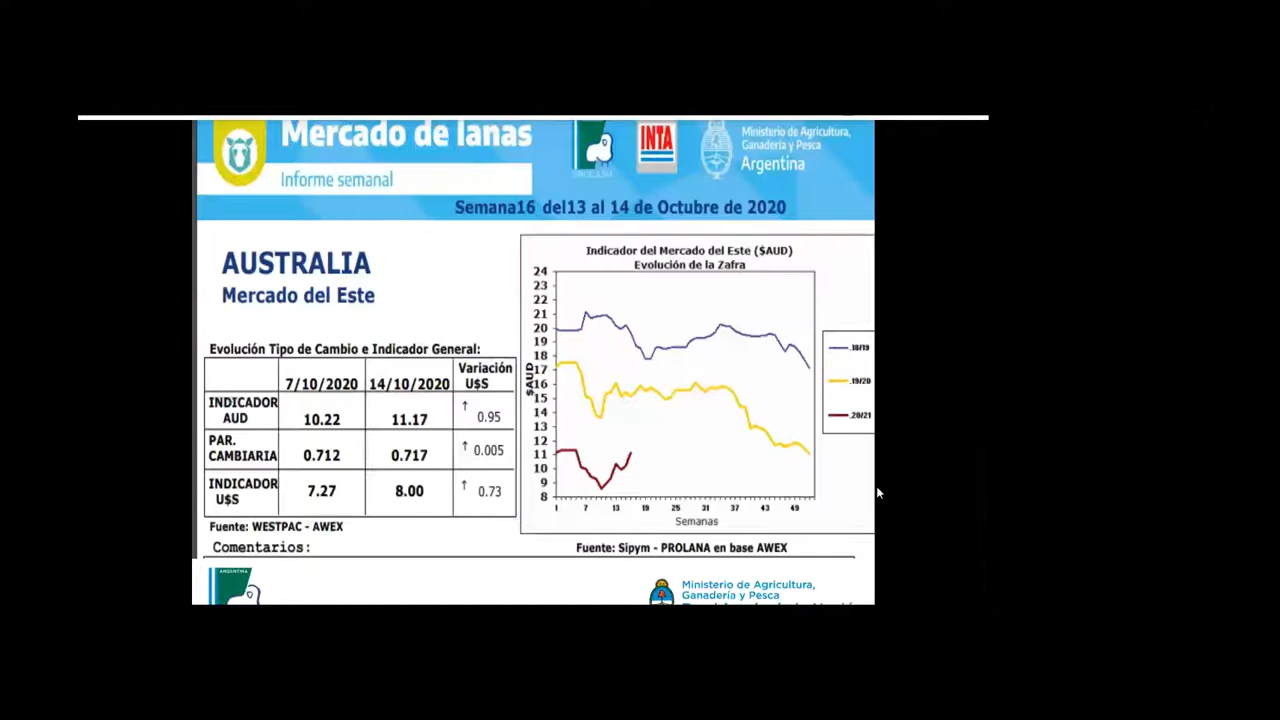 Mercado de lanas
Informe semanal
PROLANA
INTA
Ministerio de Agricultura,
Ganadería y Pesca
Argentina
Semana16 del13 al 14 de Octubre de 2020
AUSTRALIA
Mercado del Este
Evolución Tipo de Cambio e Indicador General:
7/10/2020 14/10/2020 Variación U$S
INDICADOR AUD 10.22 11.17 ↑ 0.95
PAR. CAMBIARIA 0.712 0.717 ↑ 0.005
INDICADOR U$S 7.27 8.00 ↑ 0.73
Fuente: WESTPAC - AWEX
Comentarios:
Indicador del Mercado del Este ($AUD)
Evolución de la Zafra
24
23
22
21
20
19
18
17
16
15
14
13
12
11
10
9
8
$AUD
1 7 13 19 25 31 37 43 49
Semanas
18/19
19/20
20/21
Fuente: Sipym - PROLANA en base AWEX
ARGENTINA
Ministerio de Agricultura,
Ganadería y Pesca